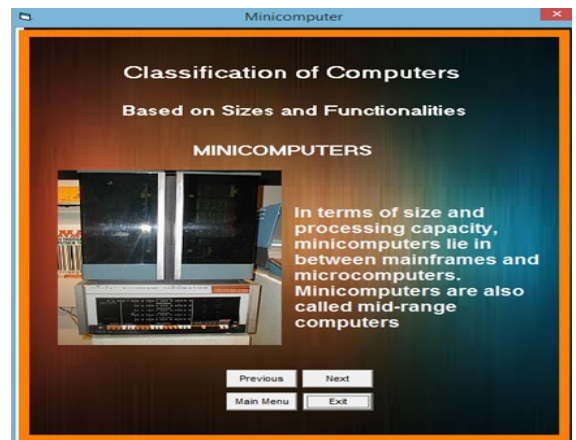 Minicomputer
Classification of Computers
Based on Sizes and Functionalities
MINICOMPUTERS
In terms of size and
processing capacity,
minicomputers lie in
between mainframes and
microcomputers.
Minicomputers are also
called mid-range
computers
Previous Next
Main Menu Exit